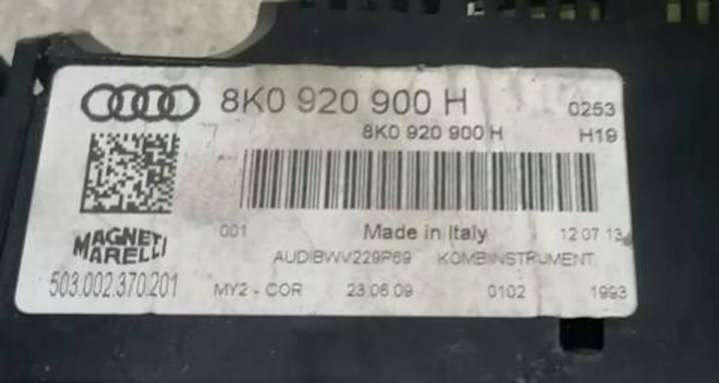 8K0 920 900 H
0253
8K0 920 900 H
H19
001
Made in Italy
12 07 13
MAGNETI
MARELLI
AUDI8WV229P69 KOMBIINSTRUMENT
503.002.370.201
MY2 - COR 23.06.09 0102 1993